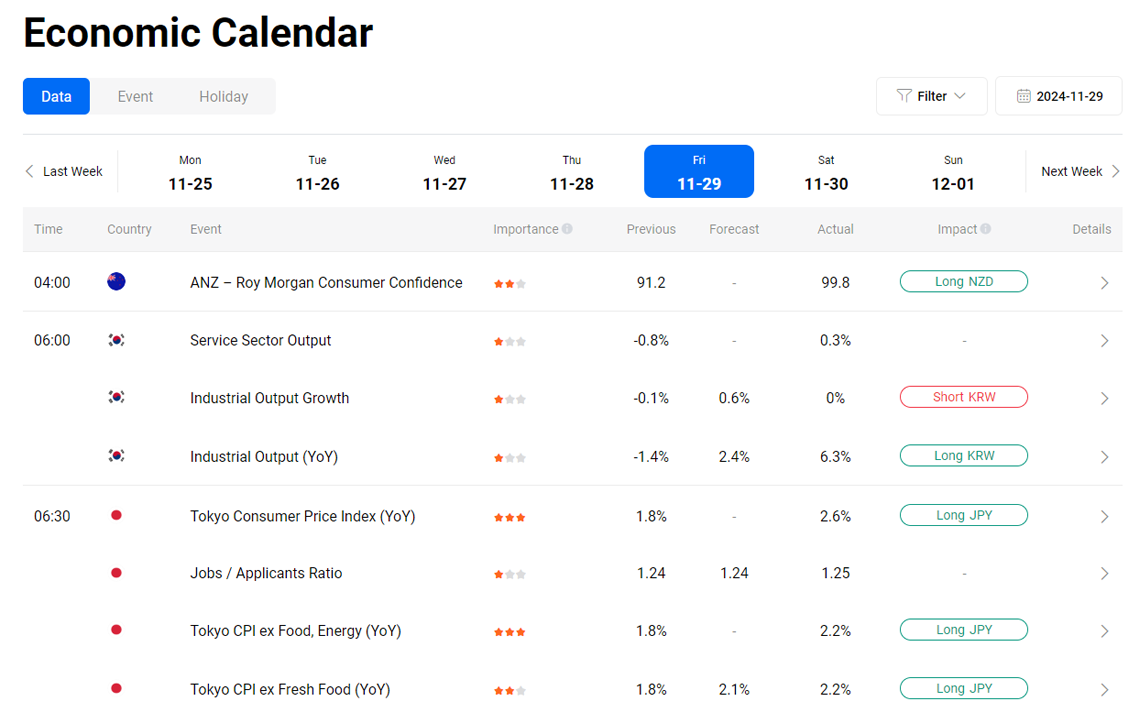 Economic Calendar
Data Event Holiday Filter 2024-11-29
Mon Tue Wed Thu Fri Sat Sun
Last Week 11-25 11-26 11-27 11-28 11-29 11-30 12-01 Next Week
Time Country Event Importance Previous Forecast Actual Impact Details
04:00 ANZ – Roy Morgan Consumer Confidence 91.2 - 99.8 Long NZD
06:00 Service Sector Output -0.8% - 0.3% -
Industrial Output Growth -0.1% 0.6% 0% Short KRW
Industrial Output (YoY) -1.4% 2.4% 6.3% Long KRW
06:30 Tokyo Consumer Price Index (YoY) 1.8% - 2.6% Long JPY
Jobs / Applicants Ratio 1.24 1.24 1.25 -
Tokyo CPI ex Food, Energy (YoY) 1.8% - 2.2% Long JPY
Tokyo CPI ex Fresh Food (YoY) 1.8% 2.1% 2.2% Long JPY